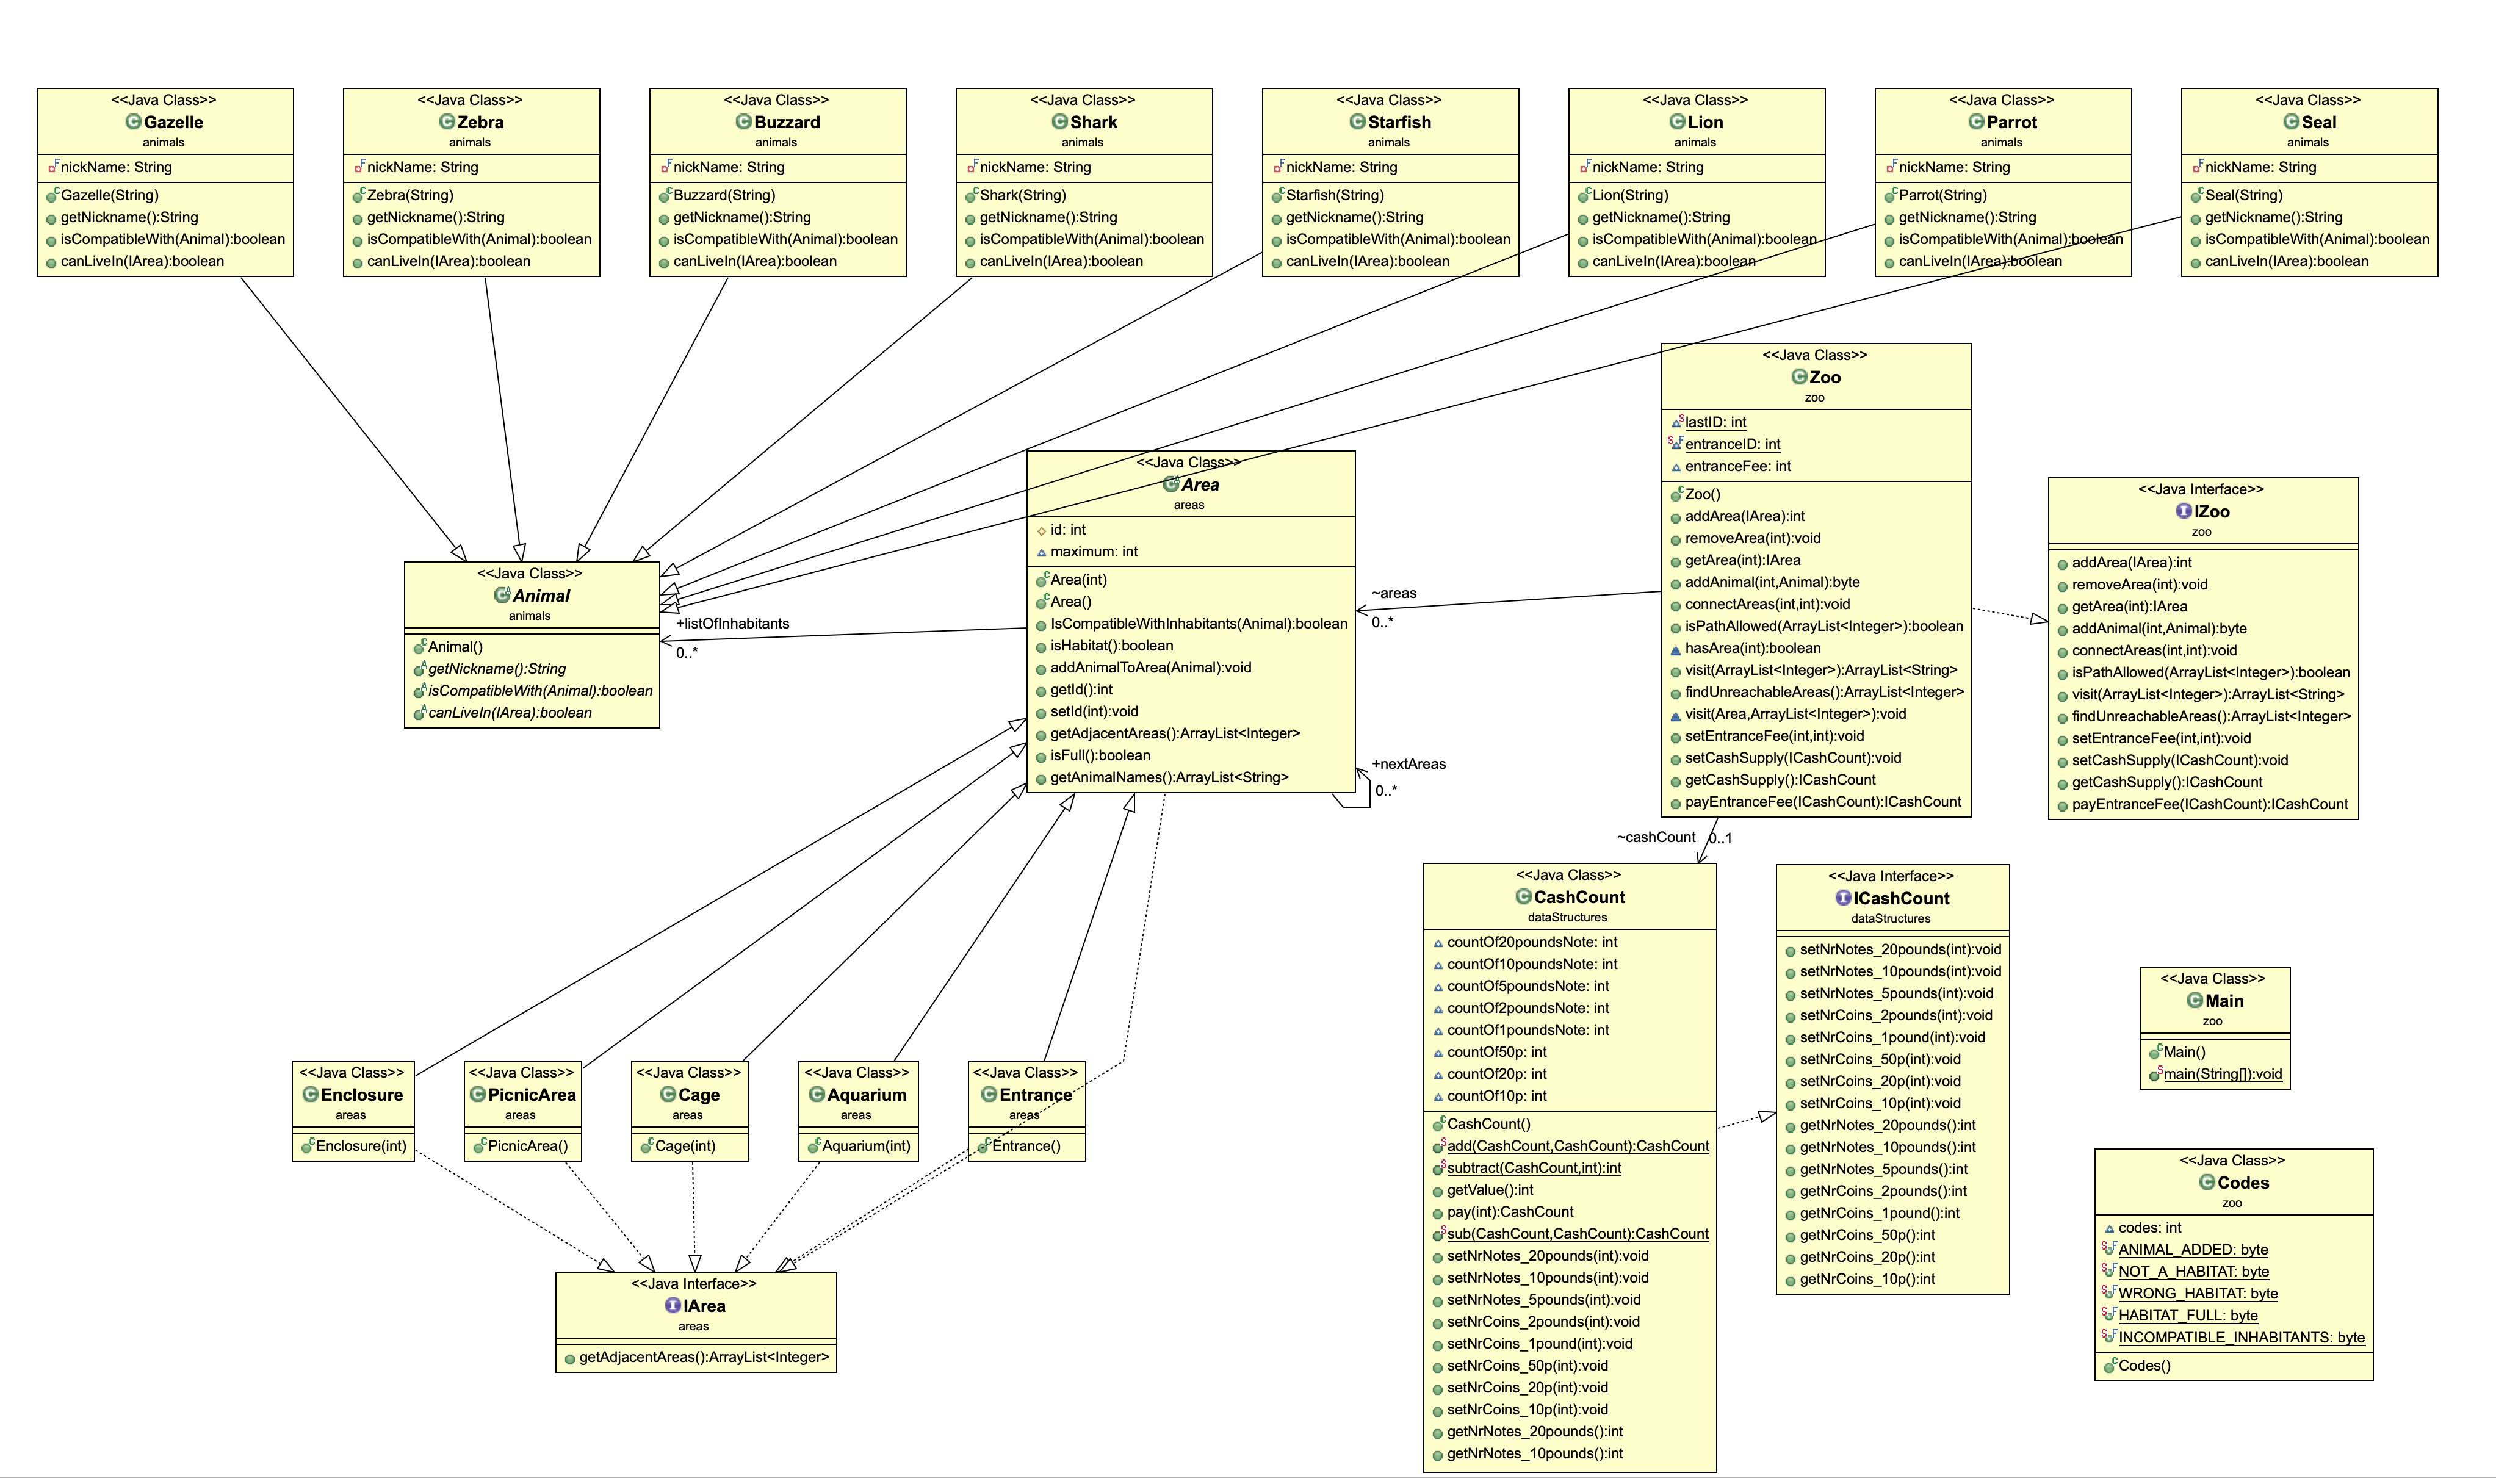 <<Java Class>>
Gazelle
animals
nickName: String
Gazelle(String)
getNickname():String
isCompatibleWith(Animal):boolean
canLiveIn(IArea):boolean
<<Java Class>>
Zebra
animals
nickName: String
Zebra(String)
getNickname():String
isCompatibleWith(Animal):boolean
canLiveIn(IArea):boolean
<<Java Class>>
Buzzard
animals
nickName: String
Buzzard(String)
getNickname():String
isCompatibleWith(Animal):boolean
canLiveIn(IArea):boolean
<<Java Class>>
Shark
animals
nickName: String
Shark(String)
getNickname():String
isCompatibleWith(Animal):boolean
canLiveIn(IArea):boolean
<<Java Class>>
Starfish
animals
nickName: String
Starfish(String)
getNickname():String
isCompatibleWith(Animal):boolean
canLiveIn(IArea):boolean
<<Java Class>>
Lion
animals
nickName: String
Lion(String)
getNickname():String
isCompatibleWith(Animal):boolean
canLiveIn(IArea):boolean
<<Java Class>>
Parrot
animals
nickName: String
Parrot(String)
getNickname():String
isCompatibleWith(Animal):boolean
canLiveIn(IArea):boolean
<<Java Class>>
Seal
animals
nickName: String
Seal(String)
getNickname():String
isCompatibleWith(Animal):boolean
canLiveIn(IArea):boolean
<<Java Class>>
Animal
animals
Animal()
getNickname():String
isCompatibleWith(Animal):boolean
canLiveIn(IArea):boolean
+listOfInhabitants
0..*
<<Java Class>>
Area
areas
id: int
maximum: int
Area(int)
Area()
IsCompatibleWithInhabitants(Animal):boolean
isHabitat():boolean
addAnimalToArea(Animal):void
getId():int
setId(int):void
getAdjacentAreas():ArrayList<Integer>
isFull():boolean
getAnimalNames():ArrayList<String>
~areas
0..*
+nextAreas
0..*
<<Java Class>>
Zoo
zoo
lastID: int
entranceID: int
entranceFee: int
Zoo()
addArea(IArea):int
removeArea(int):void
getArea(int):IArea
addAnimal(int,Animal):byte
connectAreas(int,int):void
isPathAllowed(ArrayList<Integer>):boolean
hasArea(int):boolean
visit(ArrayList<Integer>):ArrayList<String>
findUnreachableAreas():ArrayList<Integer>
visit(Area,ArrayList<Integer>):void
setEntranceFee(int,int):void
setCashSupply(ICashCount):void
getCashSupply():ICashCount
payEntranceFee(ICashCount):ICashCount
<<Java Interface>>
IZoo
zoo
addArea(IArea):int
removeArea(int):void
getArea(int):IArea
addAnimal(int,Animal):byte
connectAreas(int,int):void
isPathAllowed(ArrayList<Integer>):boolean
visit(ArrayList<Integer>):ArrayList<String>
findUnreachableAreas():ArrayList<Integer>
setEntranceFee(int,int):void
setCashSupply(ICashCount):void
getCashSupply():ICashCount
payEntranceFee(ICashCount):ICashCount
~cashCount
0..1
<<Java Class>>
CashCount
dataStructures
countOf20poundsNote: int
countOf10poundsNote: int
countOf5poundsNote: int
countOf2poundsNote: int
countOf1poundsNote: int
countOf50p: int
countOf20p: int
countOf10p: int
CashCount()
add(CashCount,CashCount):CashCount
subtract(CashCount,int):int
getValue():int
pay(int):CashCount
sub(CashCount,CashCount):CashCount
setNrNotes_20pounds(int):void
setNrNotes_10pounds(int):void
setNrNotes_5pounds(int):void
setNrCoins_2pounds(int):void
setNrCoins_1pound(int):void
setNrCoins_50p(int):void
setNrCoins_20p(int):void
setNrCoins_10p(int):void
getNrNotes_20pounds():int
getNrNotes_10pounds():int
<<Java Interface>>
ICashCount
dataStructures
setNrNotes_20pounds(int):void
setNrNotes_10pounds(int):void
setNrNotes_5pounds(int):void
setNrCoins_2pounds(int):void
setNrCoins_1pound(int):void
setNrCoins_50p(int):void
setNrCoins_20p(int):void
setNrCoins_10p(int):void
getNrNotes_20pounds():int
getNrNotes_10pounds():int
getNrNotes_5pounds():int
getNrCoins_2pounds():int
getNrCoins_1pound():int
getNrCoins_50p():int
getNrCoins_20p():int
getNrCoins_10p():int
<<Java Class>>
Main
zoo
Main()
main(String[]):void
<<Java Class>>
Codes
zoo
codes: int
ANIMAL_ADDED: byte
NOT_A_HABITAT: byte
WRONG_HABITAT: byte
HABITAT_FULL: byte
INCOMPATIBLE_INHABITANTS: byte
Codes()
<<Java Class>>
Enclosure
areas
Enclosure(int)
<<Java Class>>
PicnicArea
areas
PicnicArea()
<<Java Class>>
Cage
areas
Cage(int)
<<Java Class>>
Aquarium
areas
Aquarium(int)
<<Java Class>>
Entrance
areas
Entrance()
<<Java Interface>>
IArea
areas
getAdjacentAreas():ArrayList<Integer>